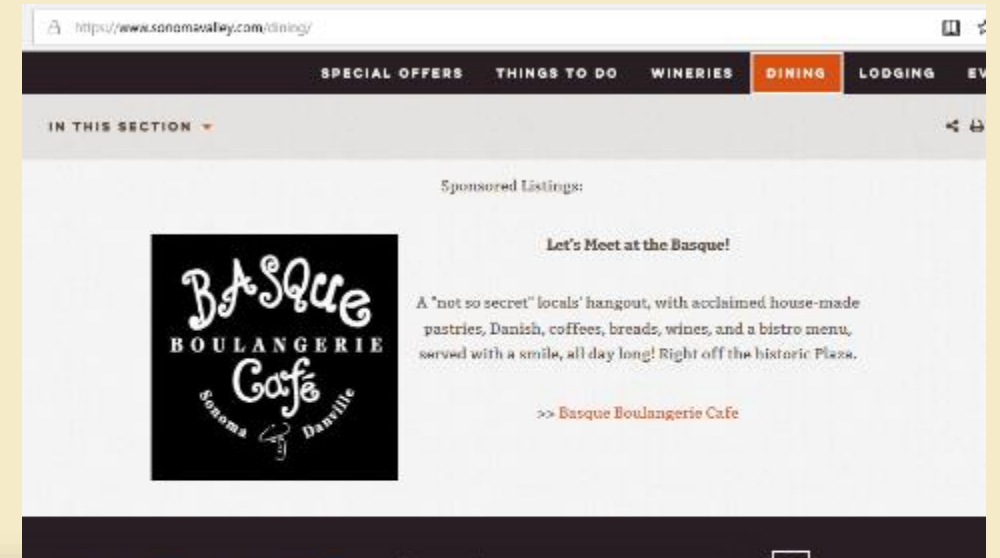 https://www.sonomavalley.com/dining/
SPECIAL OFFERS THINGS TO DO WINERIES DINING LODGING EV
IN THIS SECTION
Sponsored Listings:
Let's Meet at the Basque!
A "not so secret" locals' hangout, with acclaimed house-made
pastries, Danish, coffees, breads, wines, and a bistro menu,
served with a smile, all day long! Right off the historic Plaza.
>> Basque Boulangerie Cafe
BASQUE
BOULANGERIE
Café
Sonoma Danville